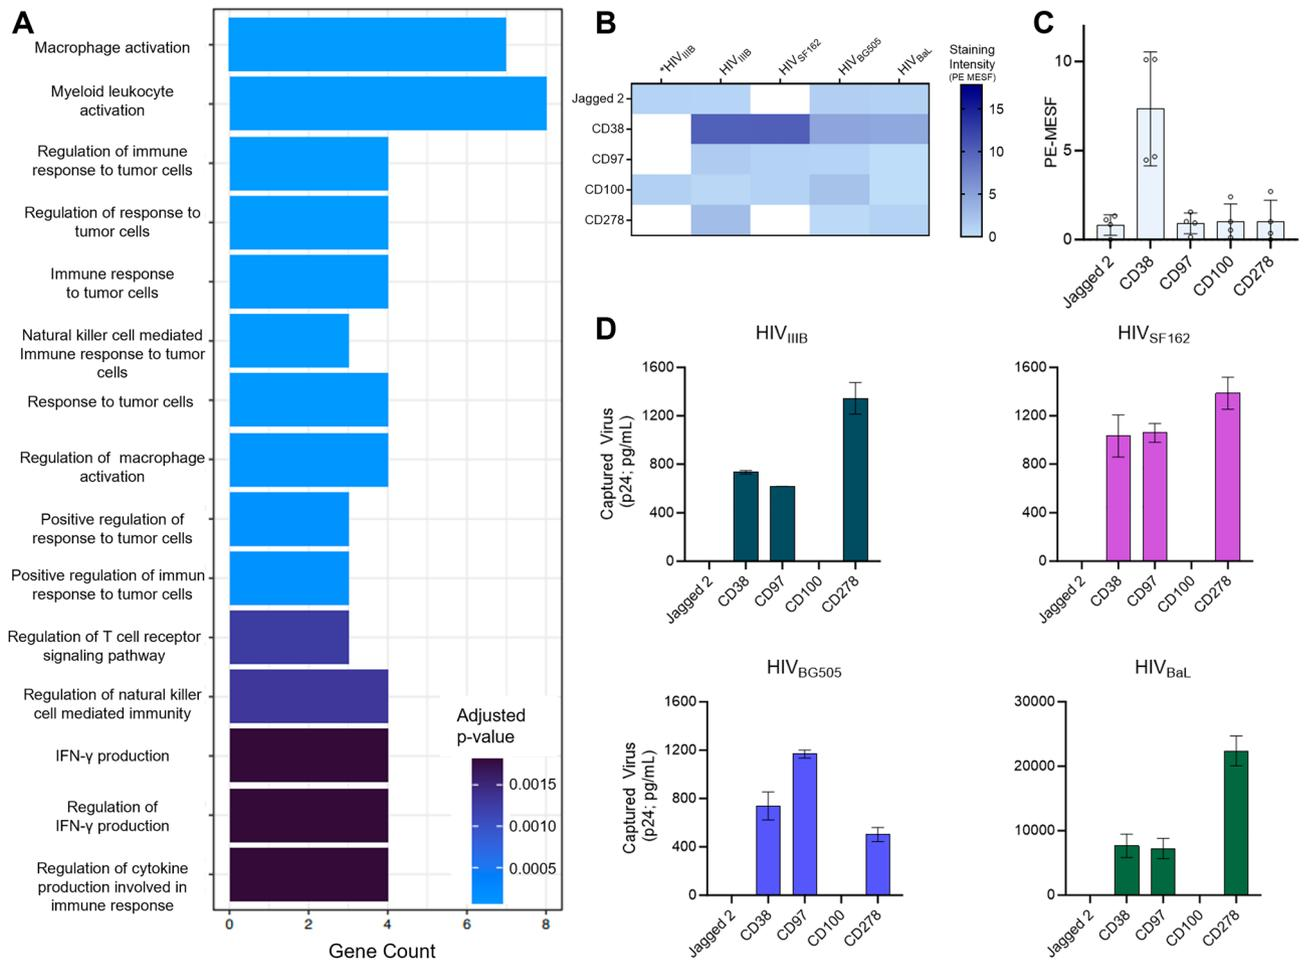 A
Macrophage activation
Myeloid leukocyte
activation
Regulation of immune
response to tumor cells
Regulation of response to
tumor cells
Immune response
to tumor cells
Natural killer cell mediated
Immune response to tumor
cells
Response to tumor cells
Regulation of macrophage
activation
Positive regulation of
response to tumor cells
Positive regulation of immun
response to tumor cells
Regulation of T cell receptor
signaling pathway
Regulation of natural killer
cell mediated immunity
IFN-γ production
Regulation of
IFN-γ production
Regulation of cytokine
production involved in
immune response
0 2 4 6 8
Gene Count
Adjusted
p-value
0.0015
0.0010
0.0005
B
*HIVIIIB HIVIIIB HIVSF162 HIVBG505 HIVBaL
Jagged 2
CD38
CD97
CD100
CD278
Staining
Intensity
(PE MESF)
15
10
5
0
C
PE-MESF
10
5
0
Jagged 2 CD38 CD97 CD100 CD278
D
HIVIIIB
Captured Virus
(p24; pg/mL)
1600
1200
800
400
0
Jagged 2 CD38 CD97 CD100 CD278
HIVSF162
1600
1200
800
400
0
Jagged 2 CD38 CD97 CD100 CD278
HIVBG505
Captured Virus
(p24; pg/mL)
1600
1200
800
400
0
Jagged 2 CD38 CD97 CD100 CD278
HIVBaL
30000
20000
10000
0
Jagged 2 CD38 CD97 CD100 CD278